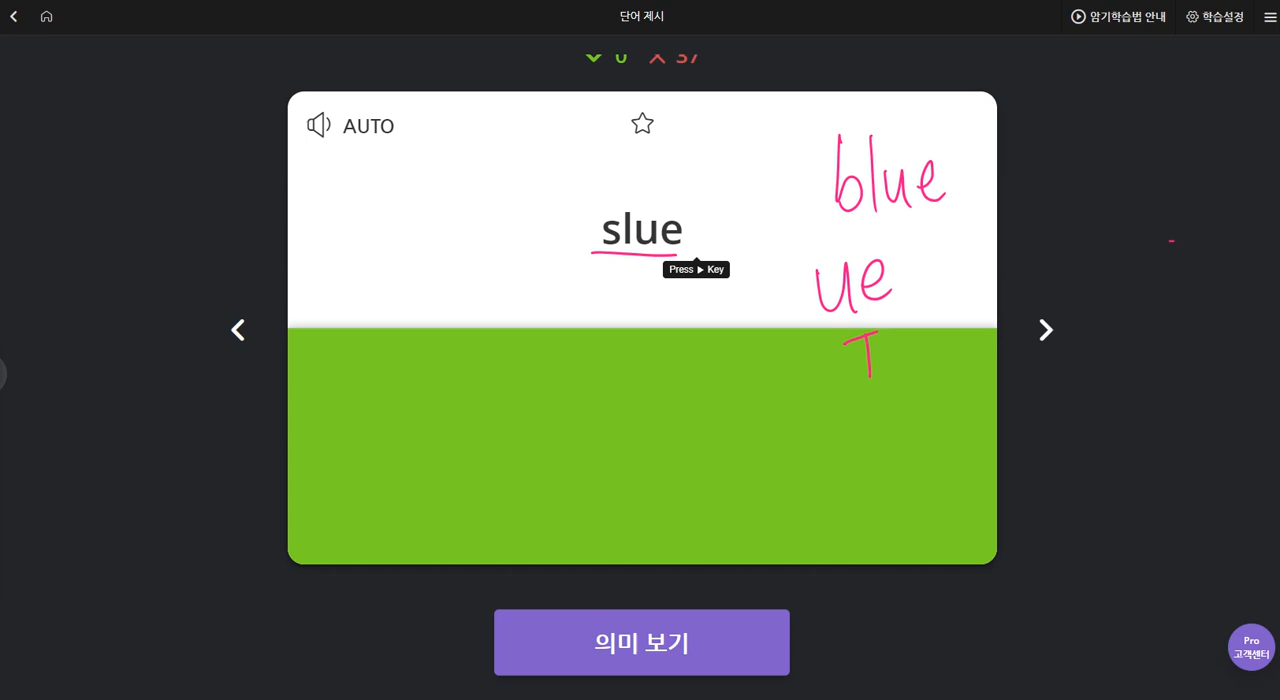 단어 제시
암기학습법 안내
학습설정
AUTO
slue
Press ▶ Key
blue
ue
의미 보기
Pro
고객센터